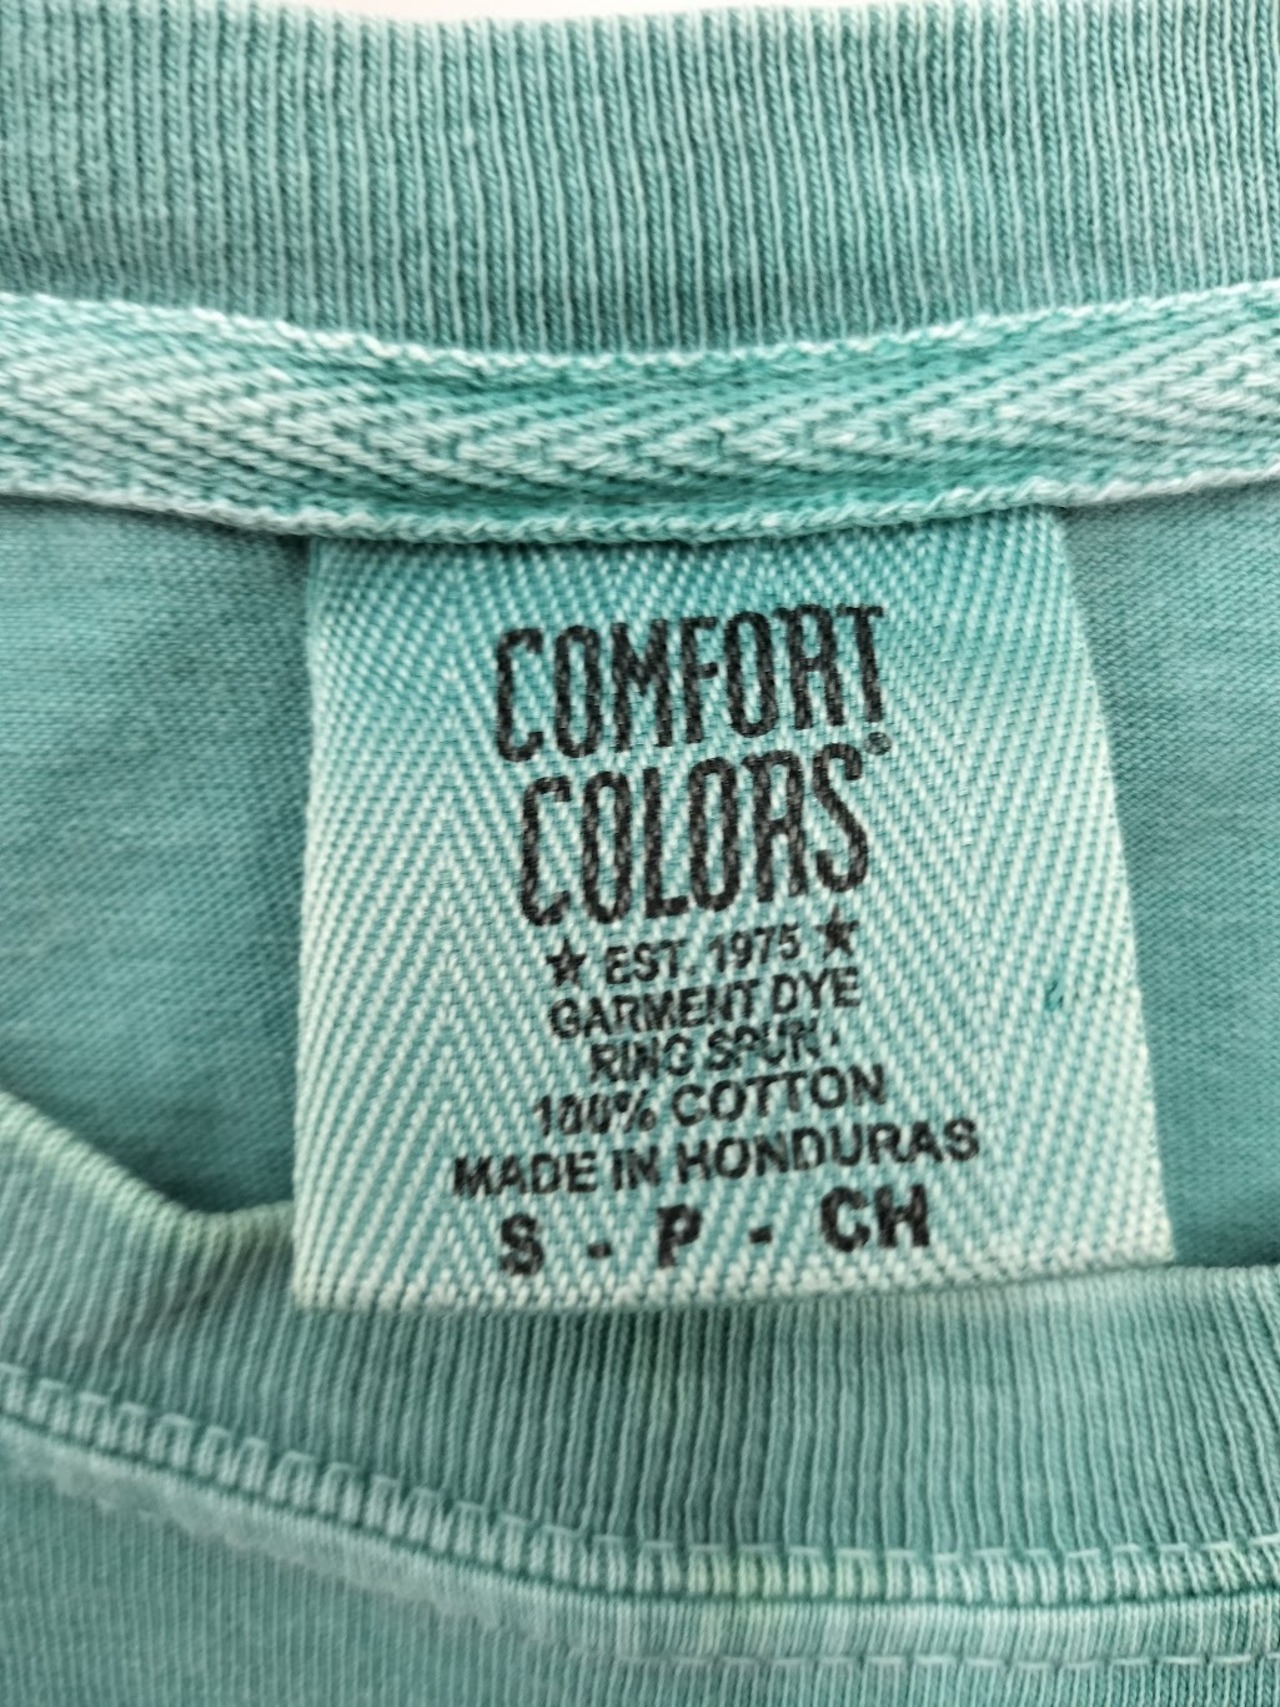 COMFORT
COLORS®
★ EST. 1975 ★
GARMENT DYE
RING SPUN
100% COTTON
MADE IN HONDURAS
S - P - CH